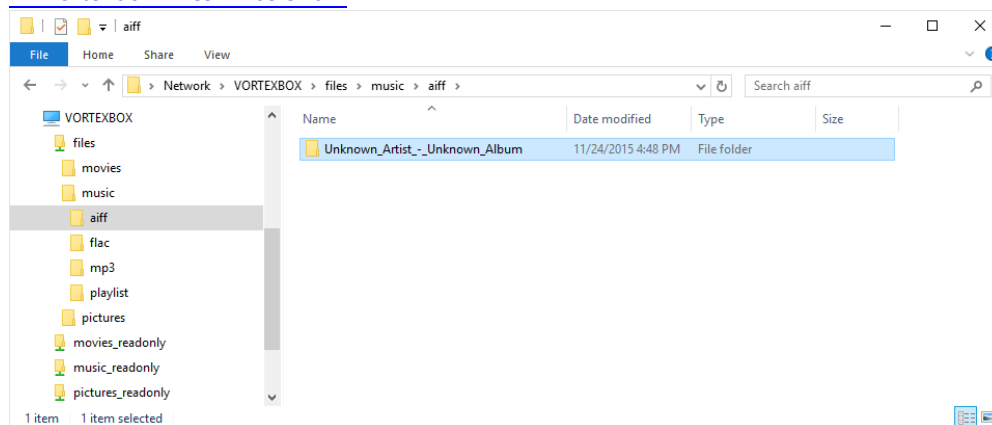 aiff
File Home Share View
Network > VORTEXBOX > files > music > aiff >
Search aiff
VORTEXBOX
files
movies
music
aiff
flac
mp3
playlist
pictures
movies_readonly
music_readonly
pictures_readonly
Name Date modified Type Size
Unknown_Artist_-_Unknown_Album 11/24/2015 4:48 PM File folder
1 item 1 item selected